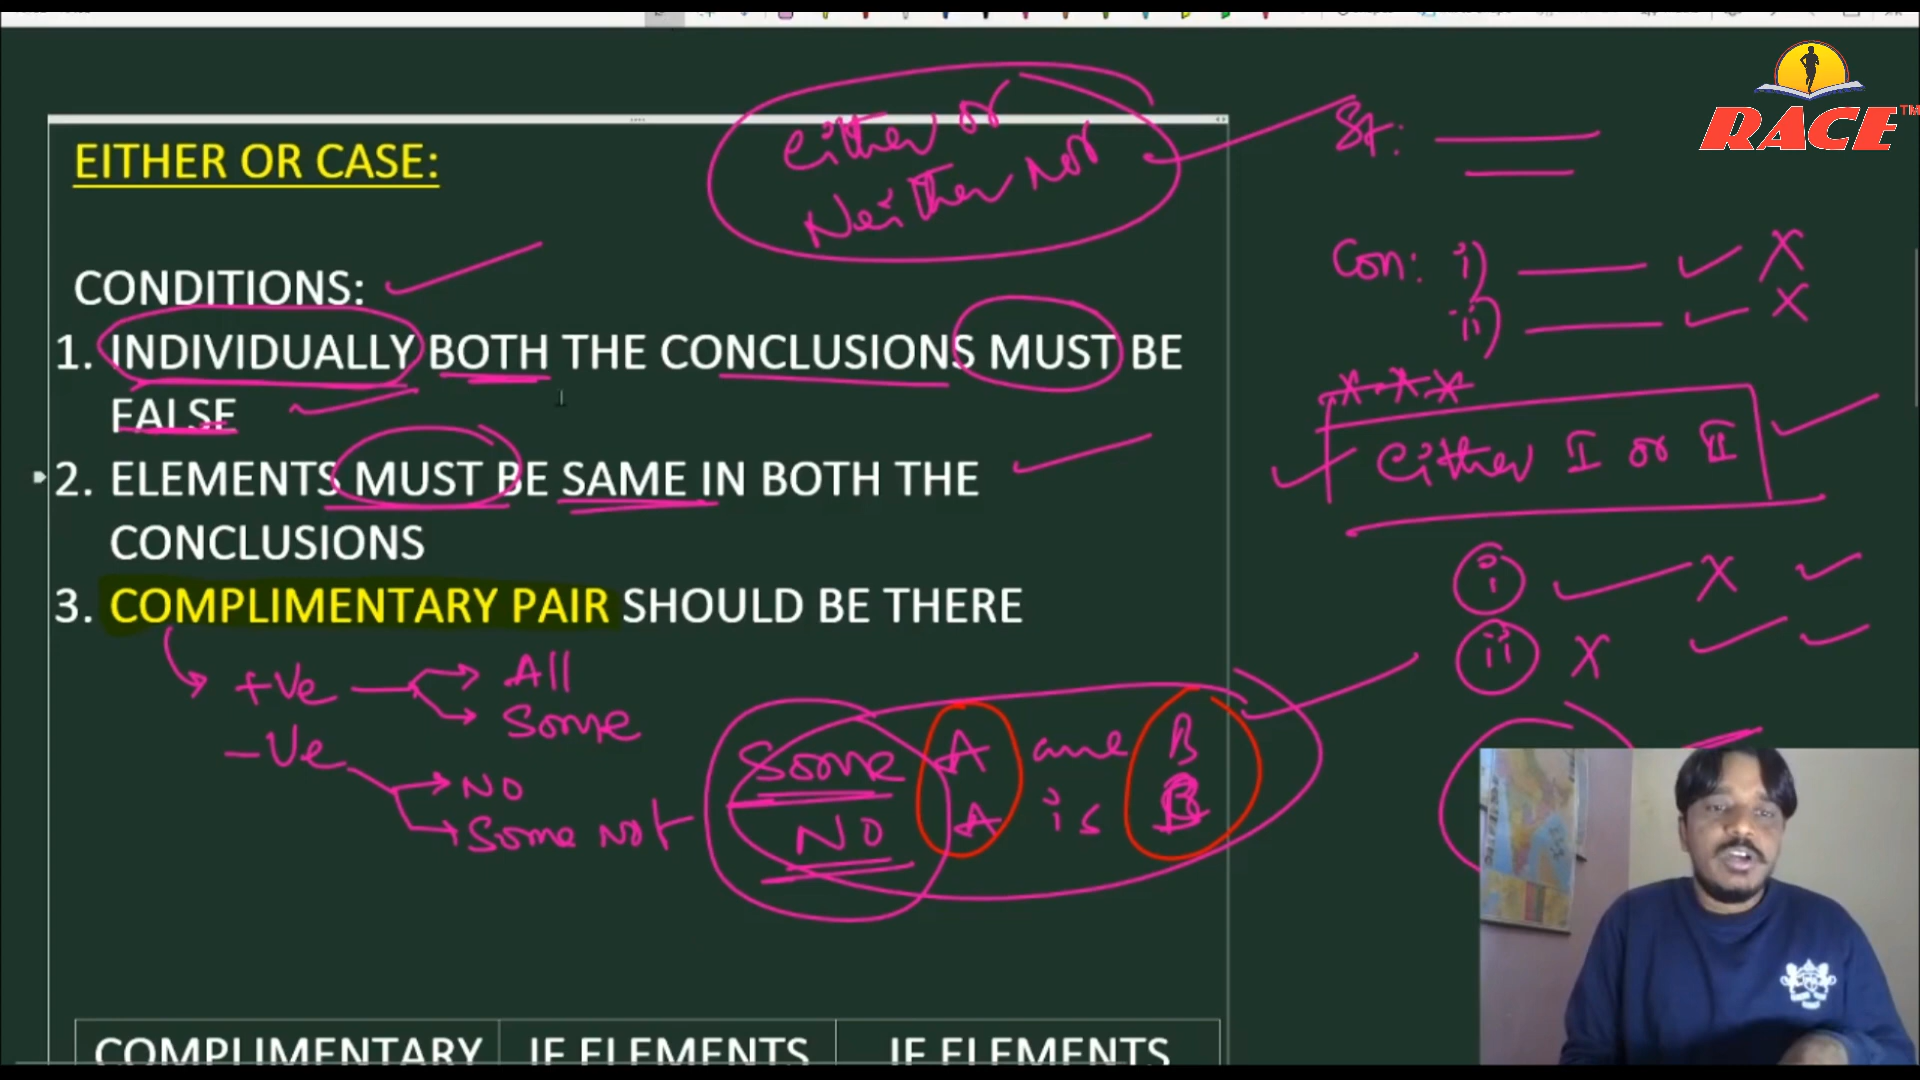 RACE™
EITHER OR CASE:
Either or
Neither Nor
St:
CONDITIONS:
Con: i)
ii)
1. INDIVIDUALLY BOTH THE CONCLUSIONS MUST BE
FALSE
Either I or II
2. ELEMENTS MUST BE SAME IN BOTH THE
CONCLUSIONS
i
ii
3. COMPLIMENTARY PAIR SHOULD BE THERE
+Ve
All
Some
-Ve
NO
Some Not
Some A are B
NO A is B
COMPLIMENTARY
IF ELEMENTS
IF ELEMENTS